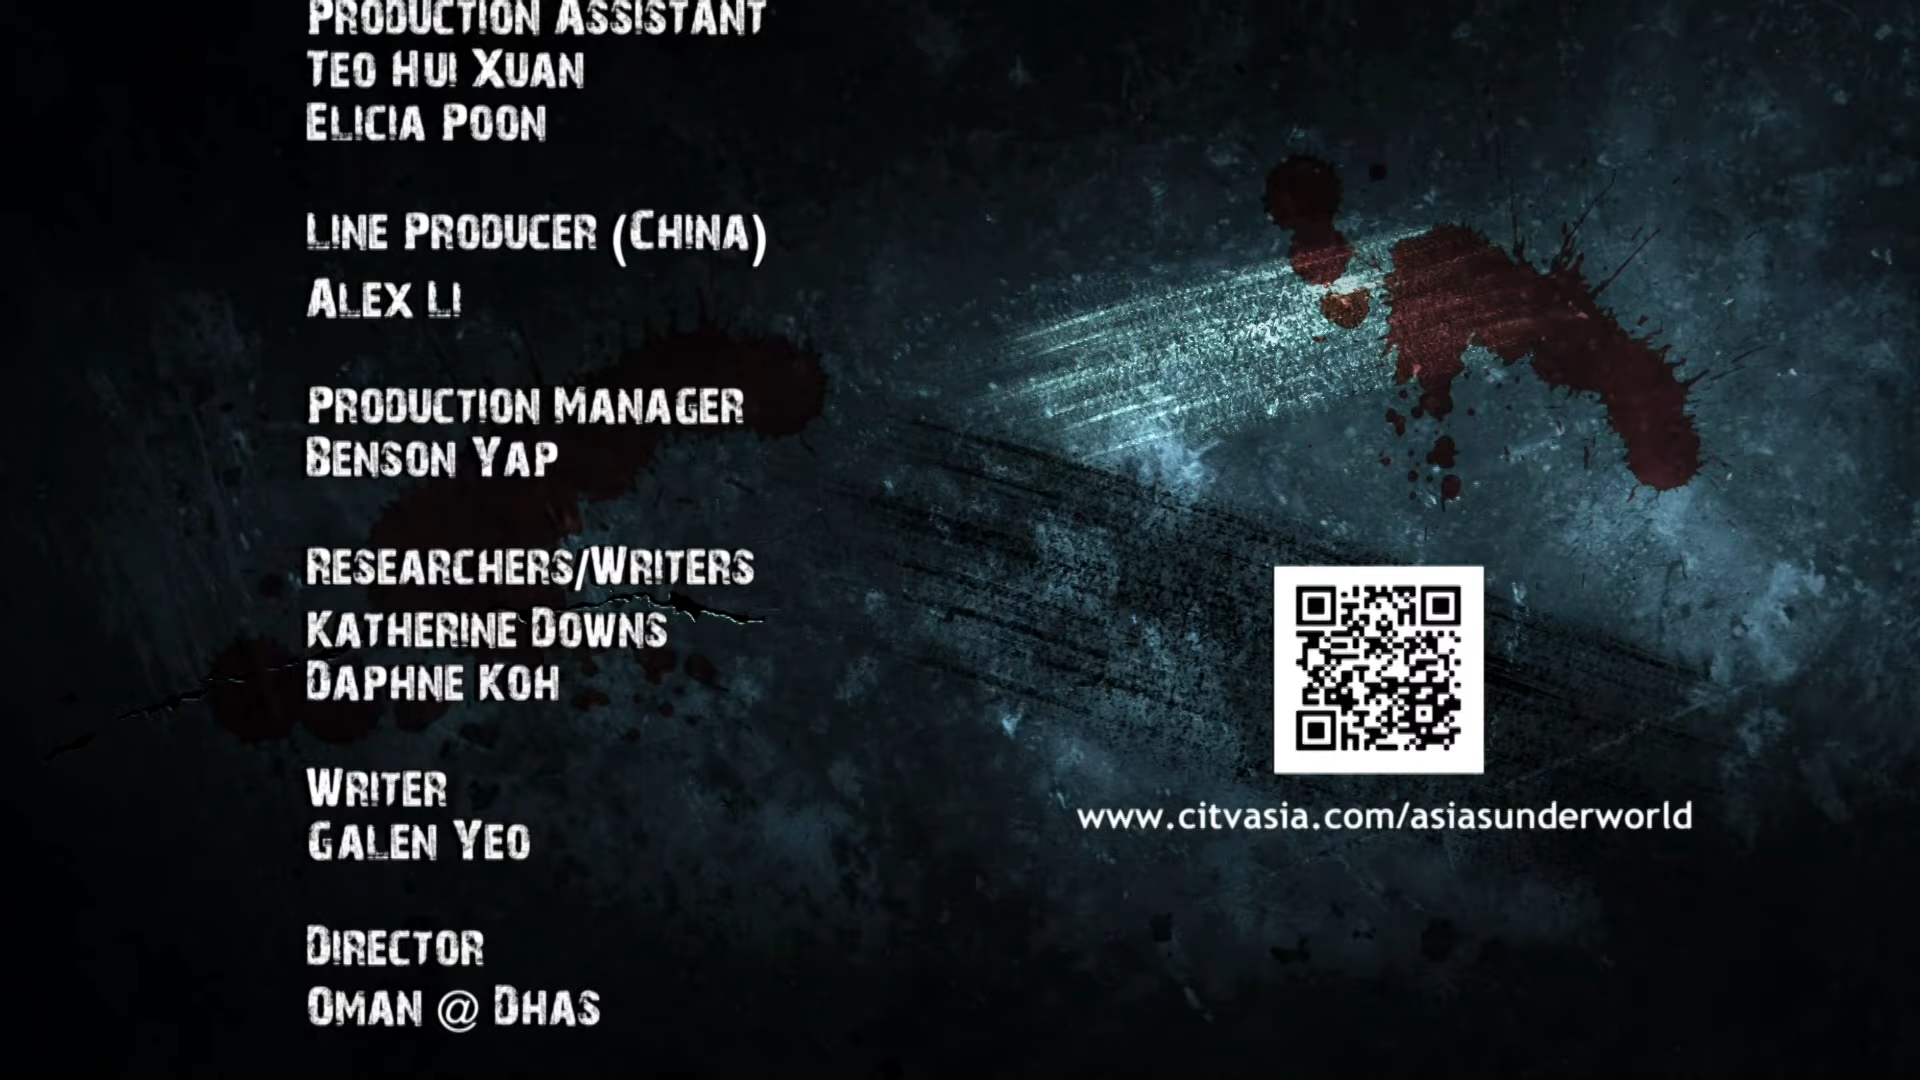 PRODUCTION ASSISTANT
TEO HUI XUAN
ELICIA POON
LINE PRODUCER (CHINA)
ALEX LI
PRODUCTION MANAGER
BENSON YAP
RESEARCHERS/WRITERS
KATHERINE DOWNS
DAPHNE KOH
WRITER
GALEN YEO
DIRECTOR
OMAN @ DHAS
www.citvasia.com/asiasunderworld